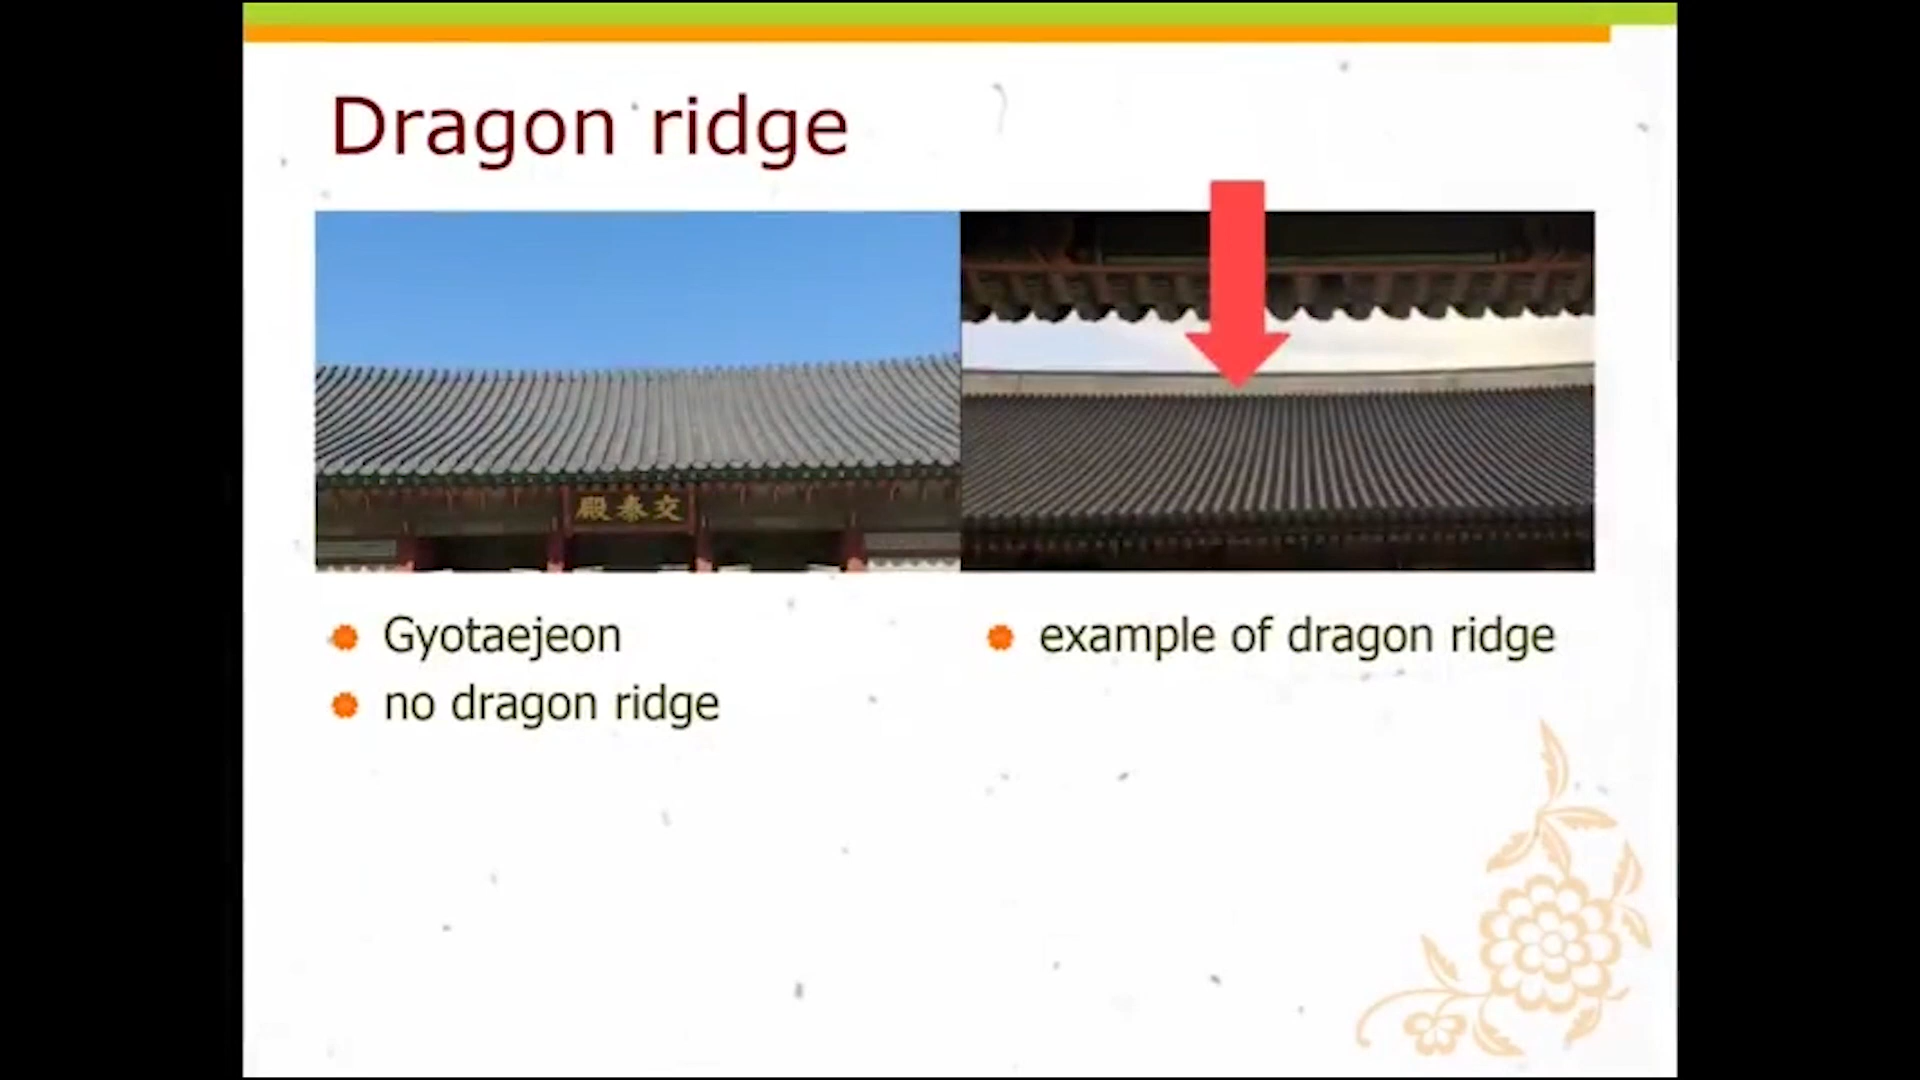 Dragon ridge
殿泰交
Gyotaejeon
no dragon ridge
example of dragon ridge